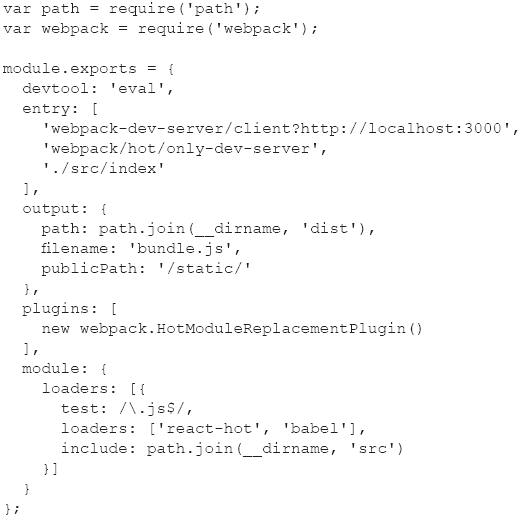 var path = require('path');
var webpack = require('webpack');

module.exports = {
  devtool: 'eval',
  entry: [
    'webpack-dev-server/client?http://localhost:3000',
    'webpack/hot/only-dev-server',
    './src/index'
  ],
  output: {
    path: path.join(__dirname, 'dist'),
    filename: 'bundle.js',
    publicPath: '/static/'
  },
  plugins: [
    new webpack.HotModuleReplacementPlugin()
  ],
  module: {
    loaders: [{
      test: /\.js$/,
      loaders: ['react-hot', 'babel'],
      include: path.join(__dirname, 'src')
    }]
  }
};